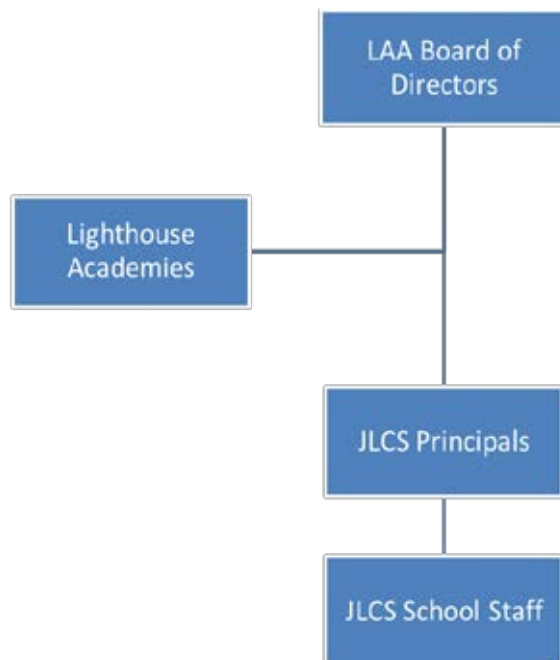 LAA Board of
Directors
Lighthouse
Academies
JLCS Principals
JLCS School Staff